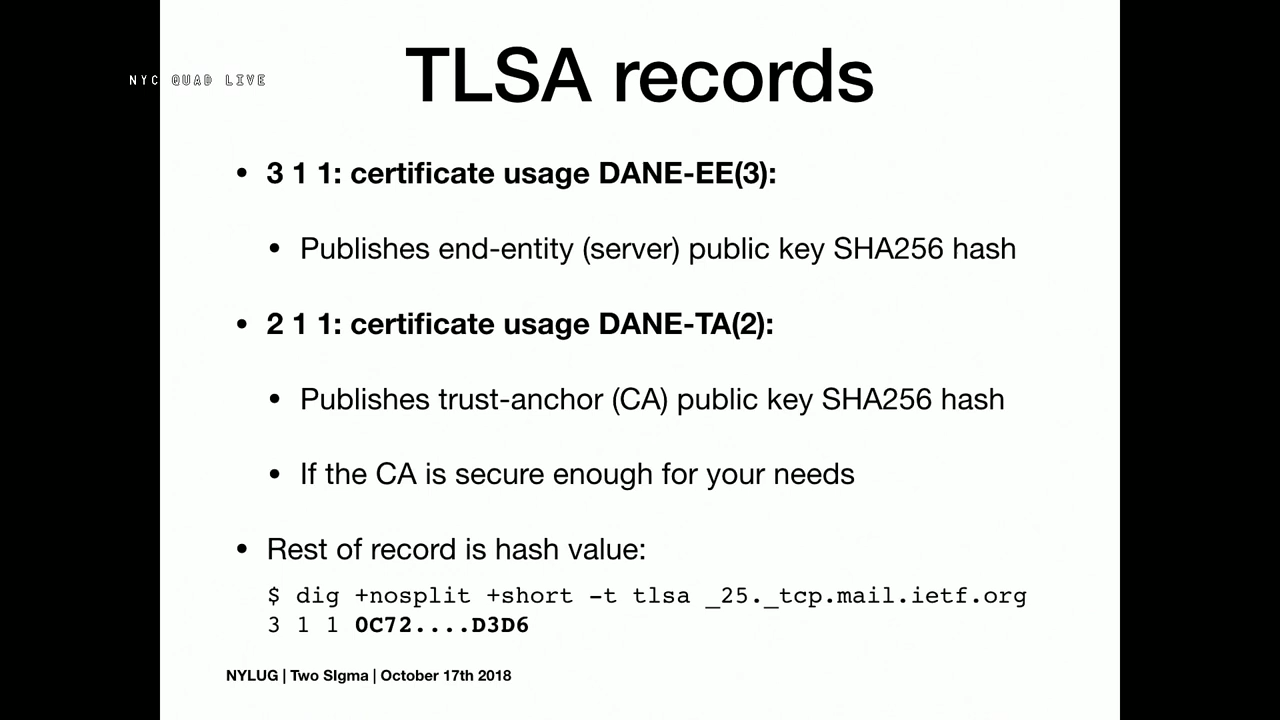 NYC QUAD LIVE
TLSA records
• 3 1 1: certificate usage DANE-EE(3):
• Publishes end-entity (server) public key SHA256 hash
• 2 1 1: certificate usage DANE-TA(2):
• Publishes trust-anchor (CA) public key SHA256 hash
• If the CA is secure enough for your needs
• Rest of record is hash value:
$ dig +nosplit +short -t tlsa _25._tcp.mail.ietf.org
3 1 1 0C72....D3D6
NYLUG | Two SIgma | October 17th 2018